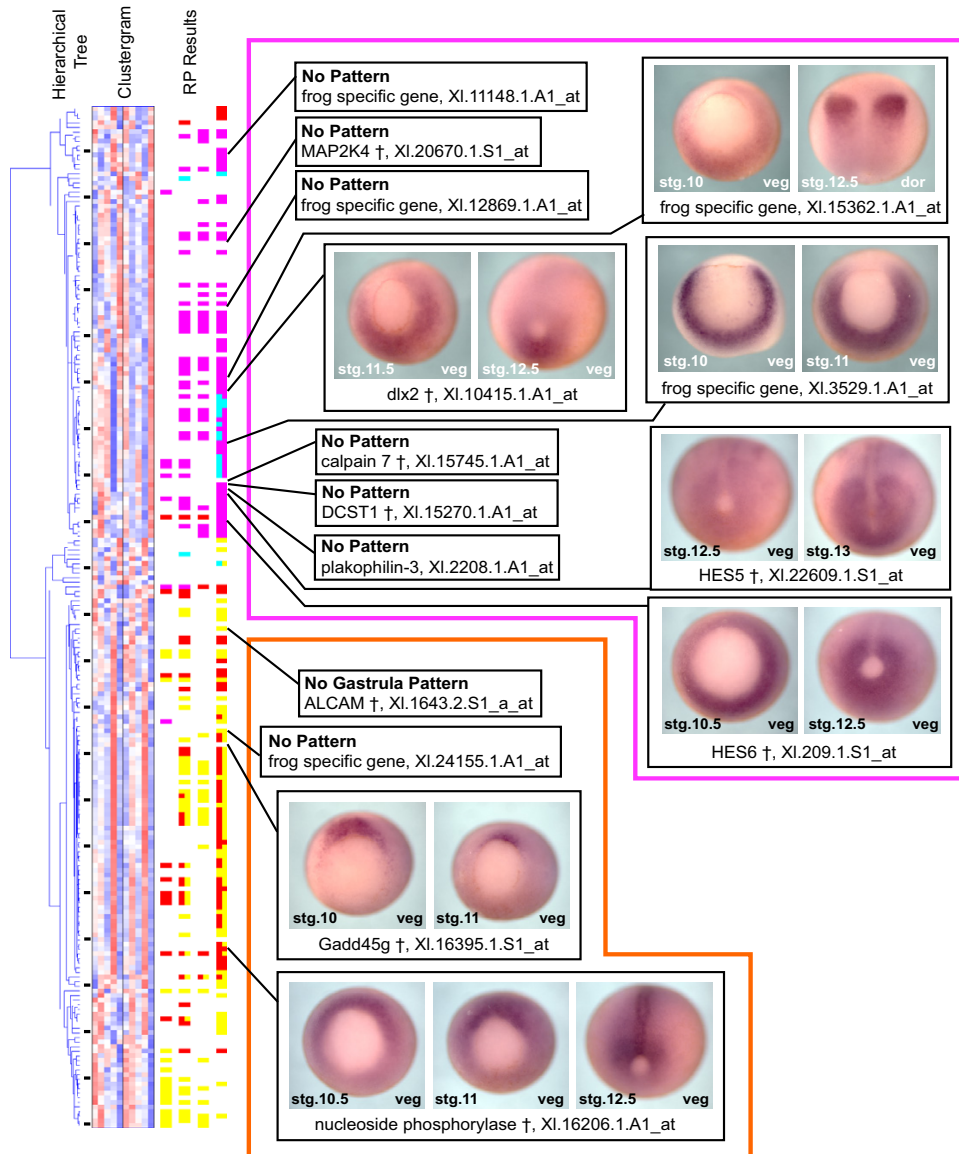 Hierarchical
Tree
Clustergram
RP Results
No Pattern
frog specific gene, Xl.11148.1.A1_at
No Pattern
MAP2K4 †, Xl.20670.1.S1_at
No Pattern
frog specific gene, Xl.12869.1.A1_at
stg.10 veg
stg.12.5 dor
frog specific gene, Xl.15362.1.A1_at
stg.11.5 veg
stg.12.5 veg
dlx2 †, Xl.10415.1.A1_at
stg.10 veg
stg.11 veg
frog specific gene, Xl.3529.1.A1_at
No Pattern
calpain 7 †, Xl.15745.1.A1_at
No Pattern
DCST1 †, Xl.15270.1.A1_at
No Pattern
plakophilin-3, Xl.2208.1.A1_at
stg.12.5 veg
stg.13 veg
HES5 †, Xl.22609.1.S1_at
stg.10.5 veg
stg.12.5 veg
HES6 †, Xl.209.1.S1_at
No Gastrula Pattern
ALCAM †, Xl.1643.2.S1_a_at
No Pattern
frog specific gene, Xl.24155.1.A1_at
stg.10 veg
stg.11 veg
Gadd45g †, Xl.16395.1.S1_at
stg.10.5 veg
stg.11 veg
stg.12.5 veg
nucleoside phosphorylase †, Xl.16206.1.A1_at